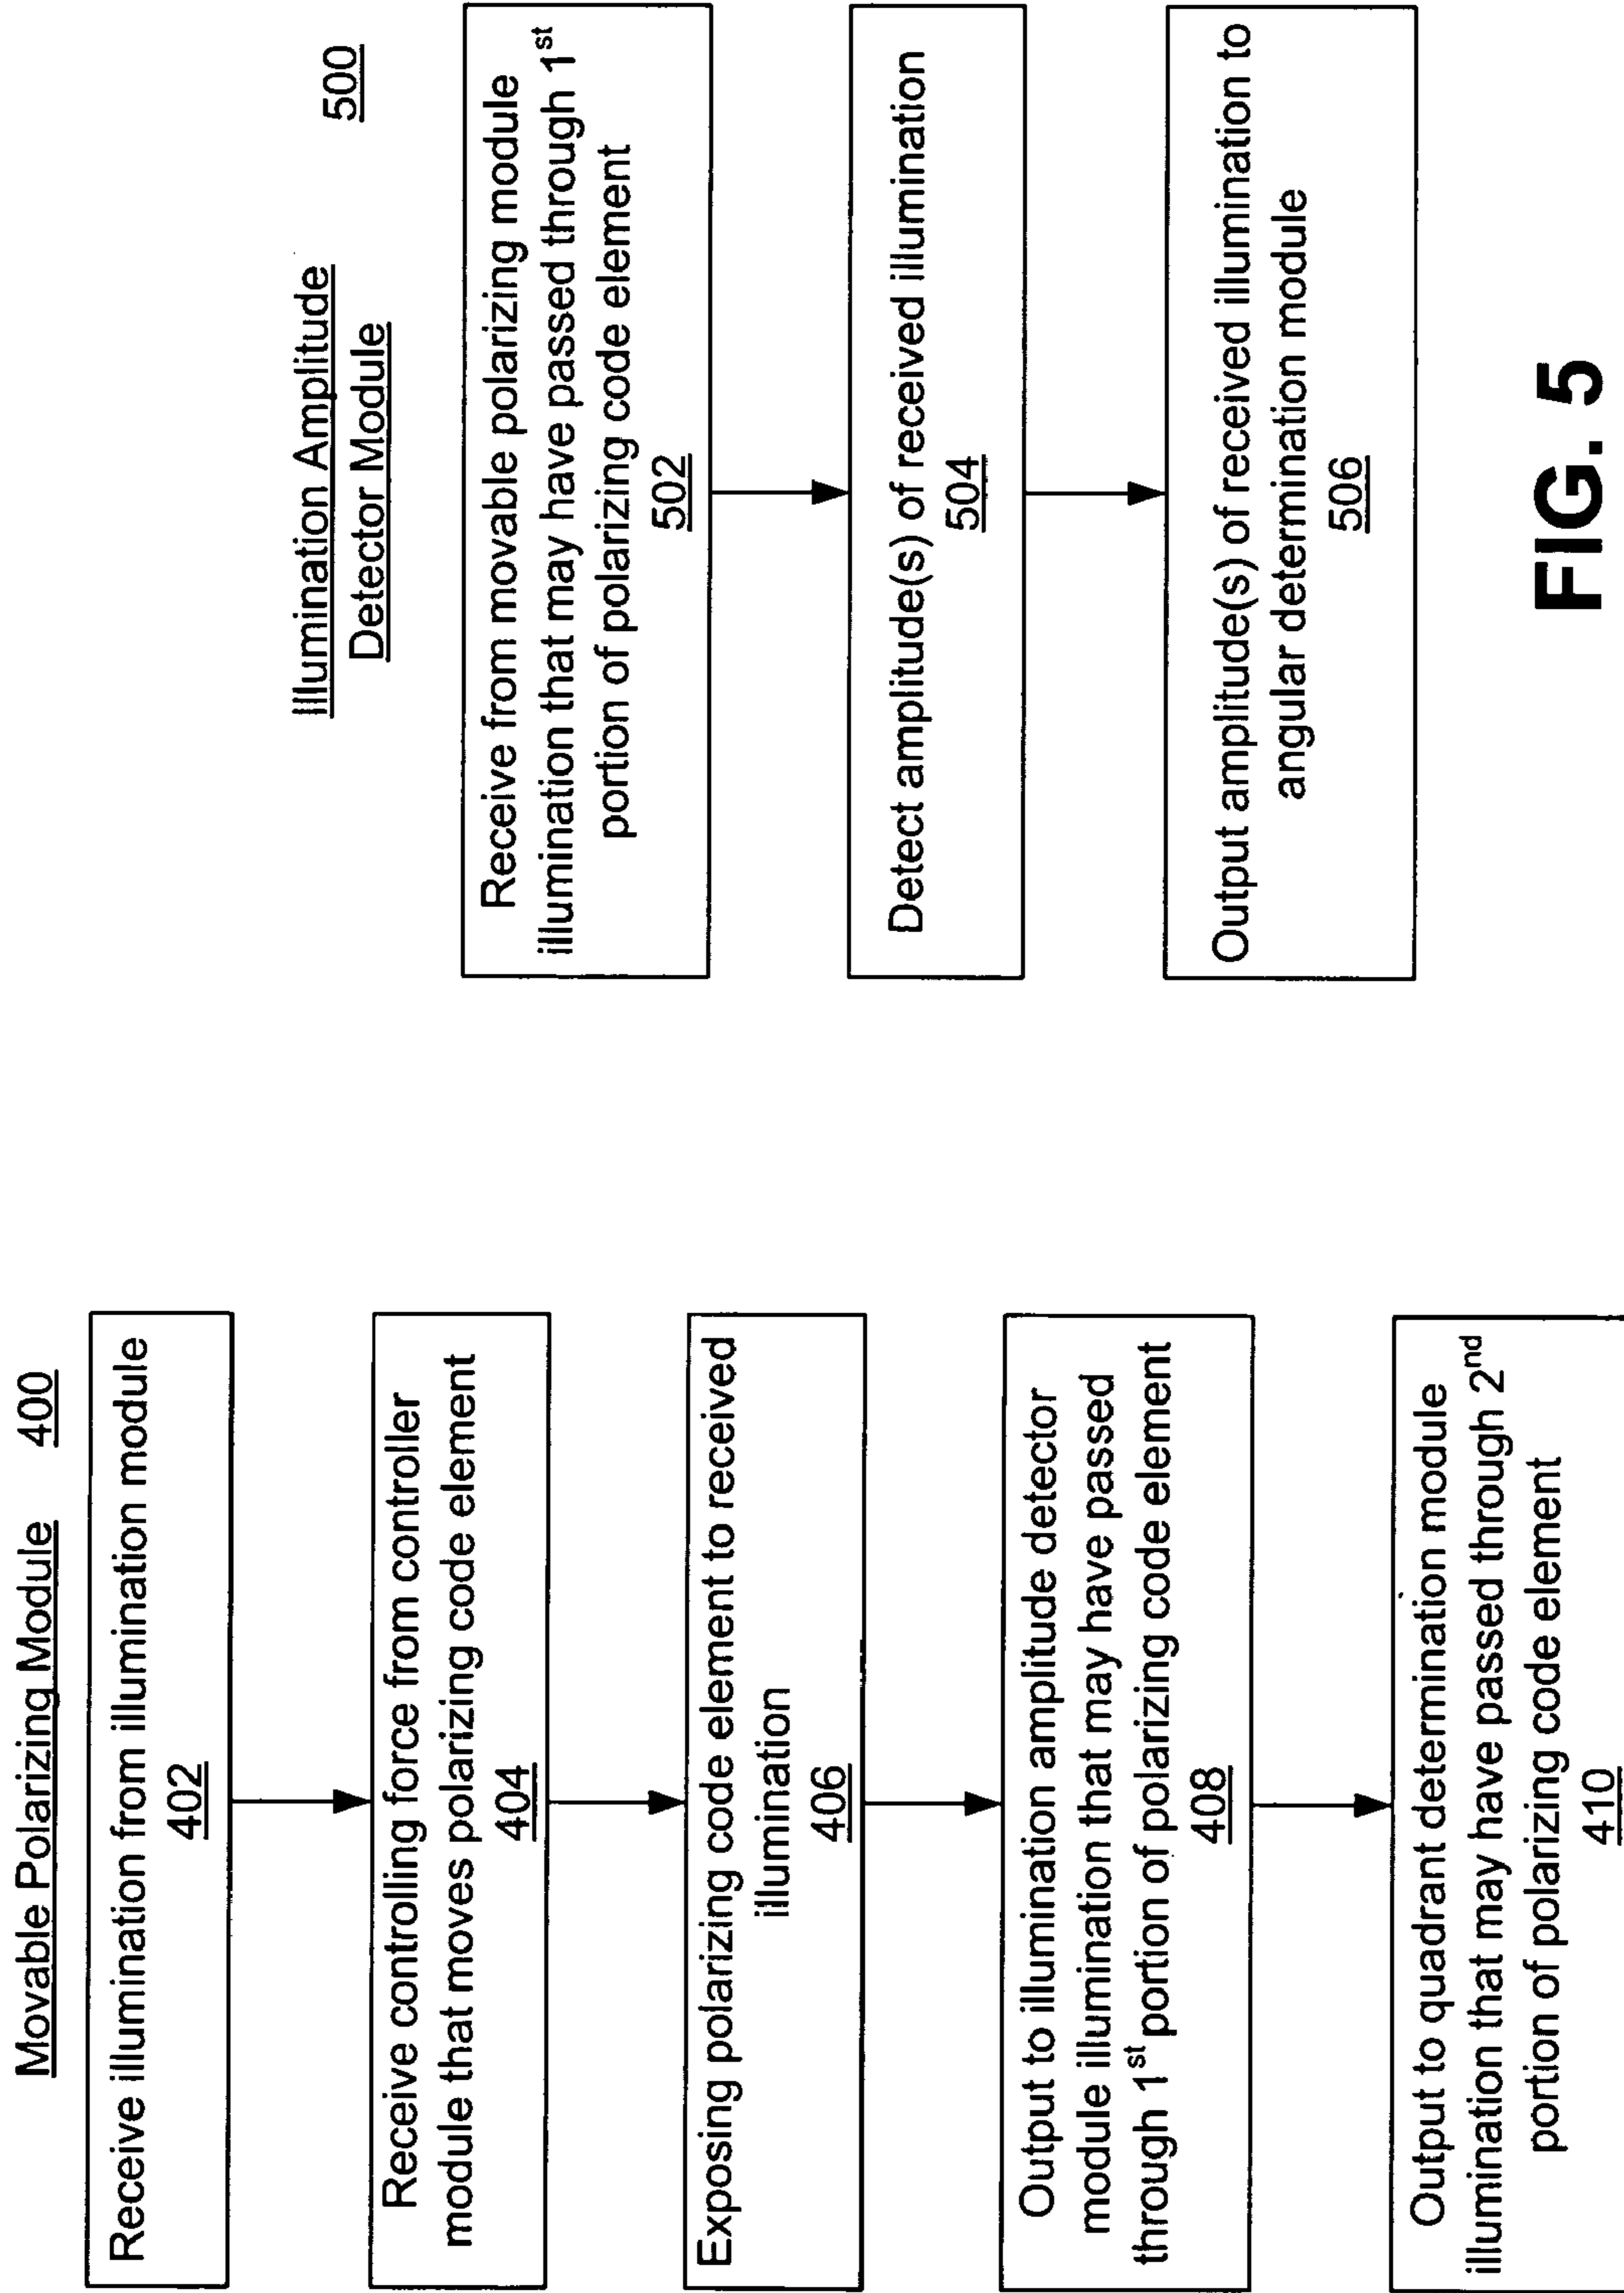 Movable Polarizing Module 400
Receive illumination from illumination module
402
Receive controlling force from controller
module that moves polarizing code element
404
Exposing polarizing code element to received
illumination
406
Output to illumination amplitude detector
module illumination that may have passed
through 1st portion of polarizing code element
408
Output to quadrant determination module
illumination that may have passed through 2nd
portion of polarizing code element
410
Illumination Amplitude
Detector Module
500
Receive from movable polarizing module
illumination that may have passed through 1st
portion of polarizing code element
502
Detect amplitude(s) of received illumination
504
Output amplitude(s) of received illumination to
angular determination module
506
FIG. 5